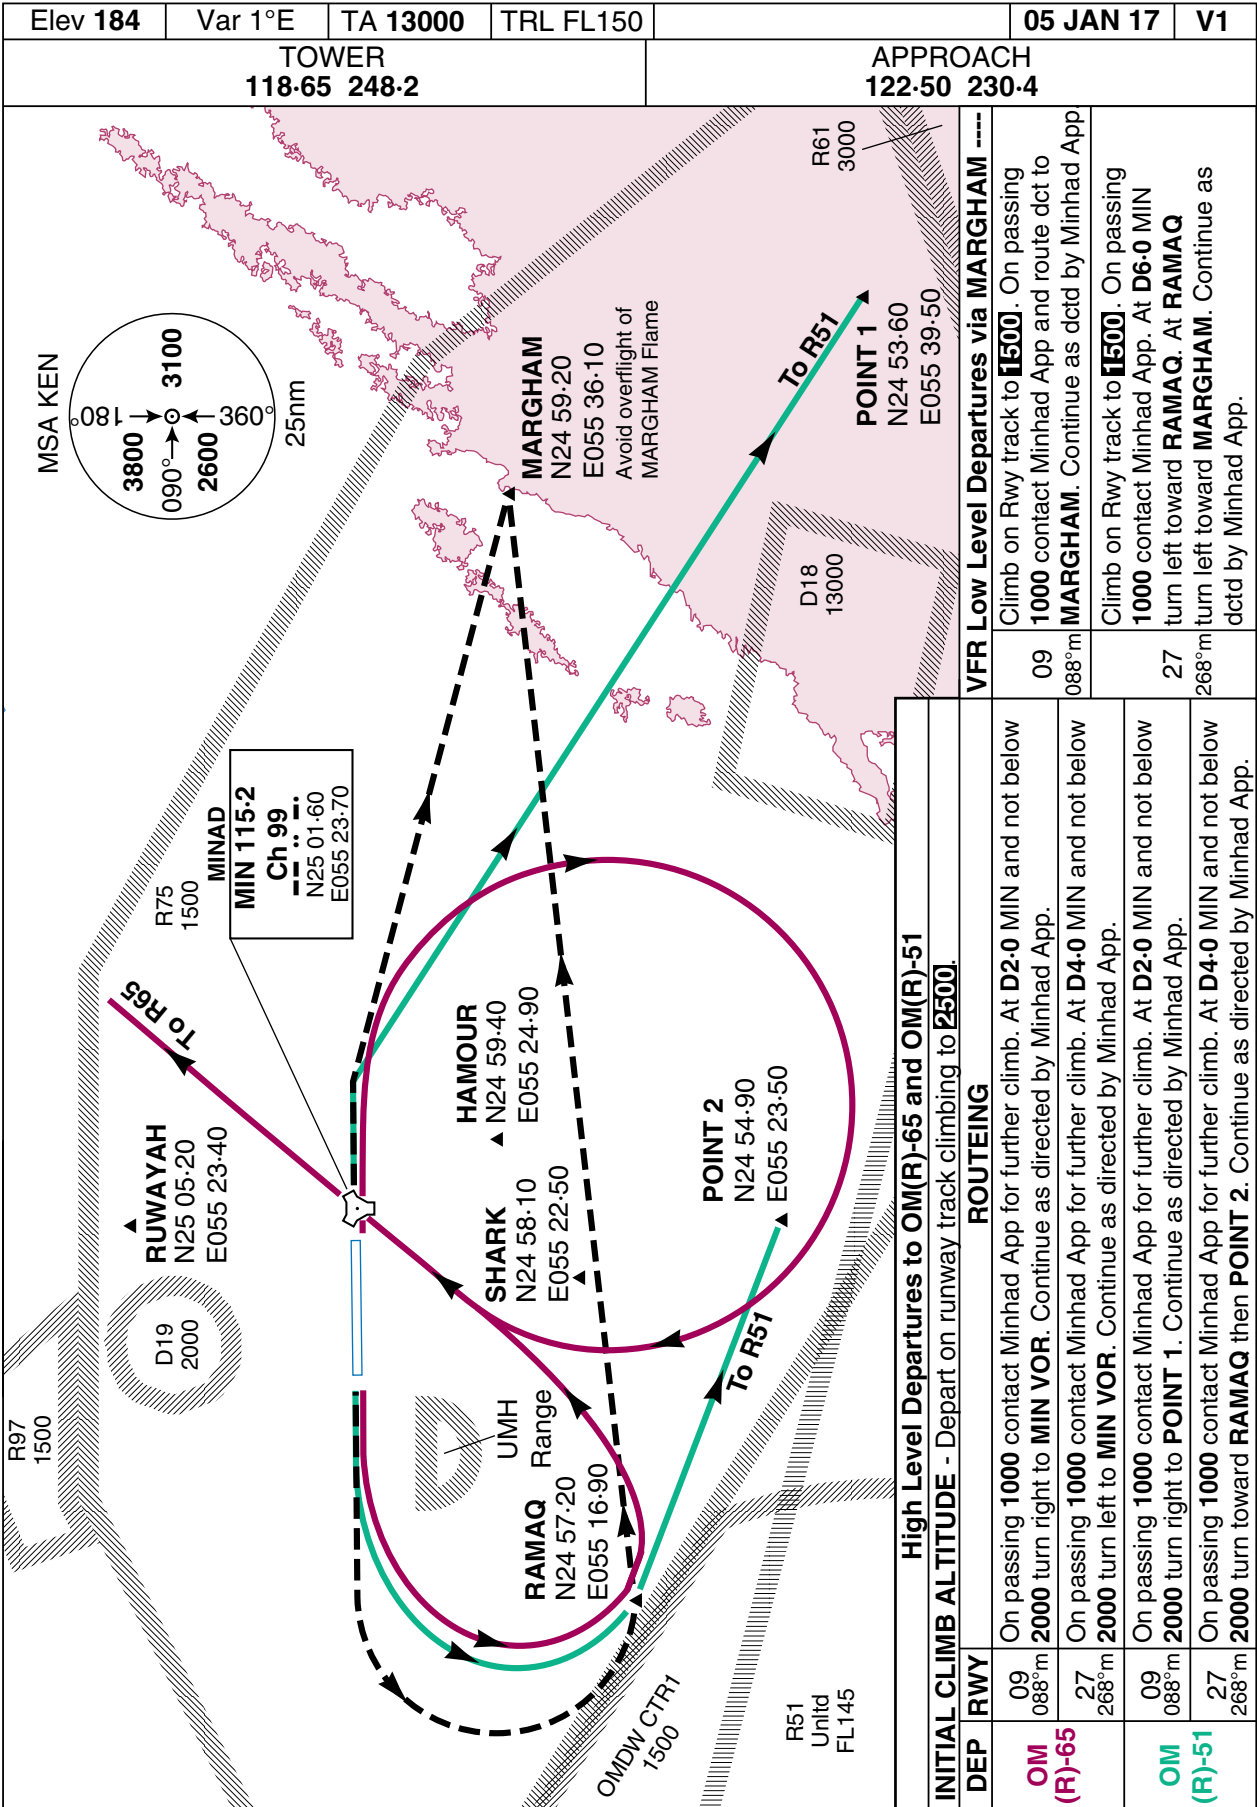 Elev 184
Var 1°E
TA 13000
TRL FL150
05 JAN 17
V1
TOWER
118·65 248·2
APPROACH
122·50 230·4
MSA KEN
180°
3800
3100
090°
2600
360°
25nm
R97
1500
D19
2000
RUWAYAH
N25 05·20
E055 23·40
To R65
R75
1500
MINAD
MIN 115·2
Ch 99
N25 01·60
E055 23·70
R61
3000
MARGHAM
N24 59·20
E055 36·10
Avoid overflight of
MARGHAM Flame
To R51
POINT 1
N24 53·60
E055 39·50
D18
13000
HAMOUR
N24 59·40
E055 24·90
SHARK
N24 58·10
E055 22·50
POINT 2
N24 54·90
E055 23·50
To R51
UMH
Range
RAMAQ
N24 57·20
E055 16·90
OMDW CTR1
1500
R51
Unltd
FL145
High Level Departures to OM(R)-65 and OM(R)-51
INITIAL CLIMB ALTITUDE - Depart on runway track climbing to 2500.
DEP
RWY
ROUTEING
OM
(R)-65
09
088°m
On passing 1000 contact Minhad App for further climb. At D2·0 MIN and not below
2000 turn right to MIN VOR. Continue as directed by Minhad App.
27
268°m
On passing 1000 contact Minhad App for further climb. At D4·0 MIN and not below
2000 turn left to MIN VOR. Continue as directed by Minhad App.
OM
(R)-51
09
088°m
On passing 1000 contact Minhad App for further climb. At D2·0 MIN and not below
2000 turn right to POINT 1. Continue as directed by Minhad App.
27
268°m
On passing 1000 contact Minhad App for further climb. At D4·0 MIN and not below
2000 turn toward RAMAQ then POINT 2. Continue as directed by Minhad App.
VFR Low Level Departures via MARGHAM ----
09
088°m
Climb on Rwy track to 1500. On passing
1000 contact Minhad App and route dct to
MARGHAM. Continue as dctd by Minhad App
27
268°m
Climb on Rwy track to 1500. On passing
1000 contact Minhad App. At D6·0 MIN
turn left toward RAMAQ. At RAMAQ
turn left toward MARGHAM. Continue as
dctd by Minhad App.